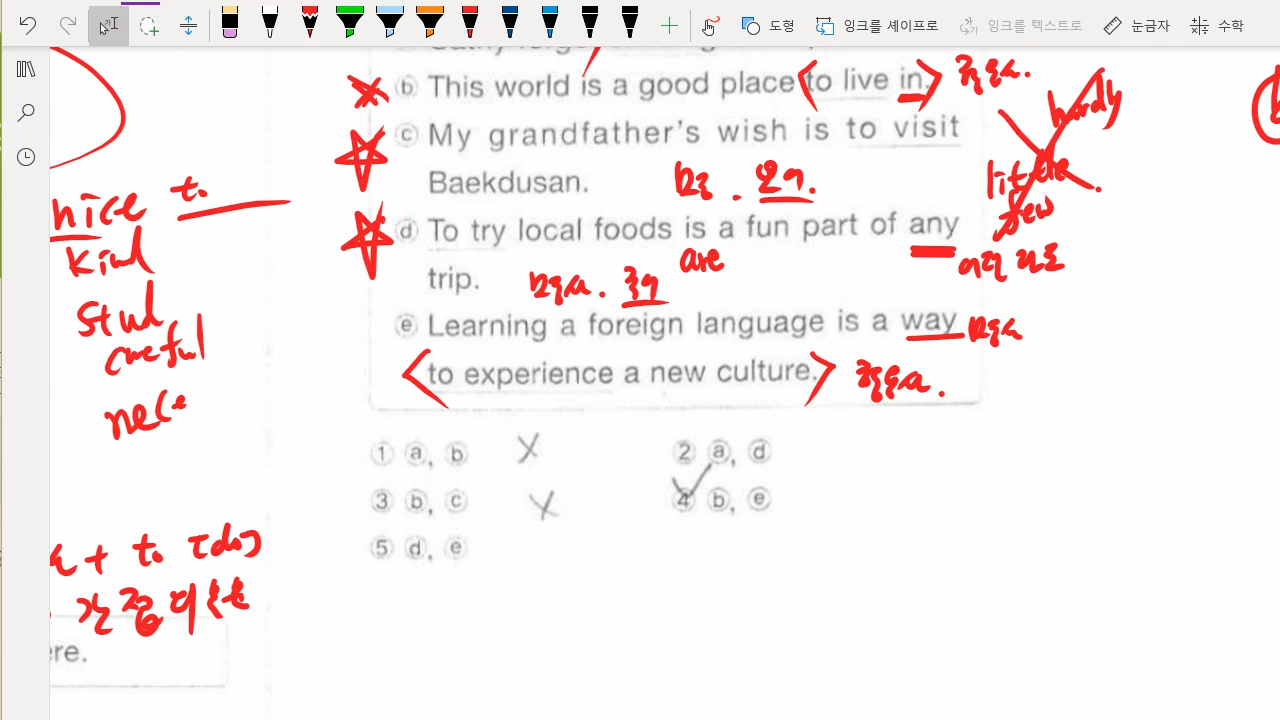 도형 잉크를 셰이프로 잉크를 텍스트로 눈금자 수학
ⓑ This world is a good place to live in. 형용사.
ⓒ My grandfather's wish is to visit
Baekdusan.
보어.
hardly
little
few
nice to
kind
stud
careful
nece
ⓓ To try local foods is a fun part of any
trip.
are
명사. 주어
ⓔ Learning a foreign language is a way 명사
to experience a new culture. 형용사.
① ⓐ, ⓑ X
② ⓐ, ⓓ
③ ⓑ, ⓒ X
④ ⓑ, ⓔ
⑤ ⓓ, ⓔ
+ to
ere.